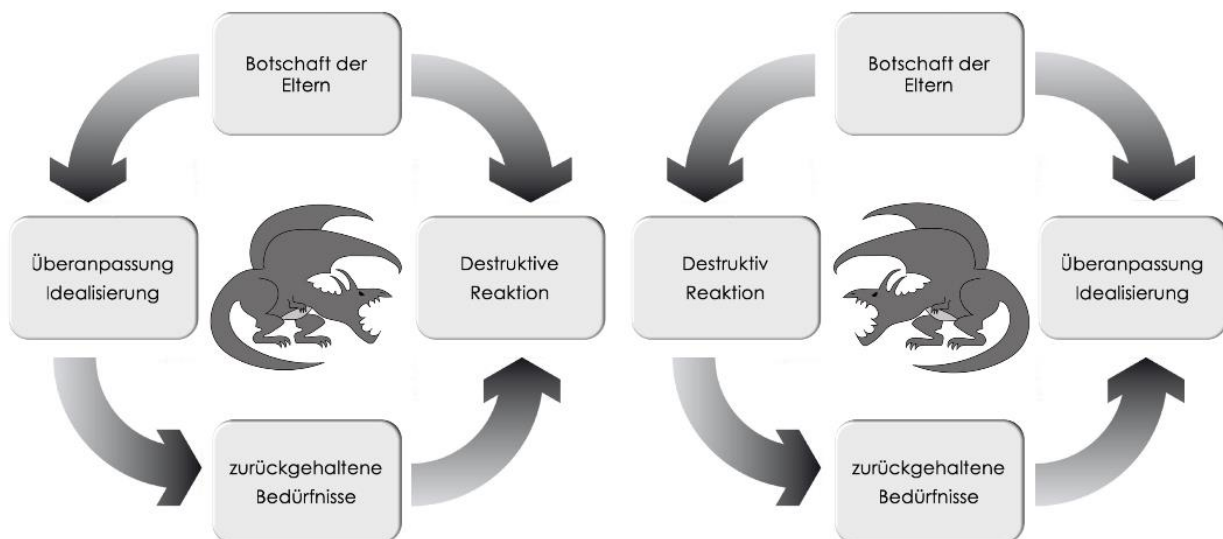 Botschaft der
Eltern
Überanpassung
Idealisierung
Destruktive
Reaktion
zurückgehaltene
Bedürfnisse
Botschaft der
Eltern
Destruktiv
Reaktion
Überanpassung
Idealisierung
zurückgehaltene
Bedürfnisse